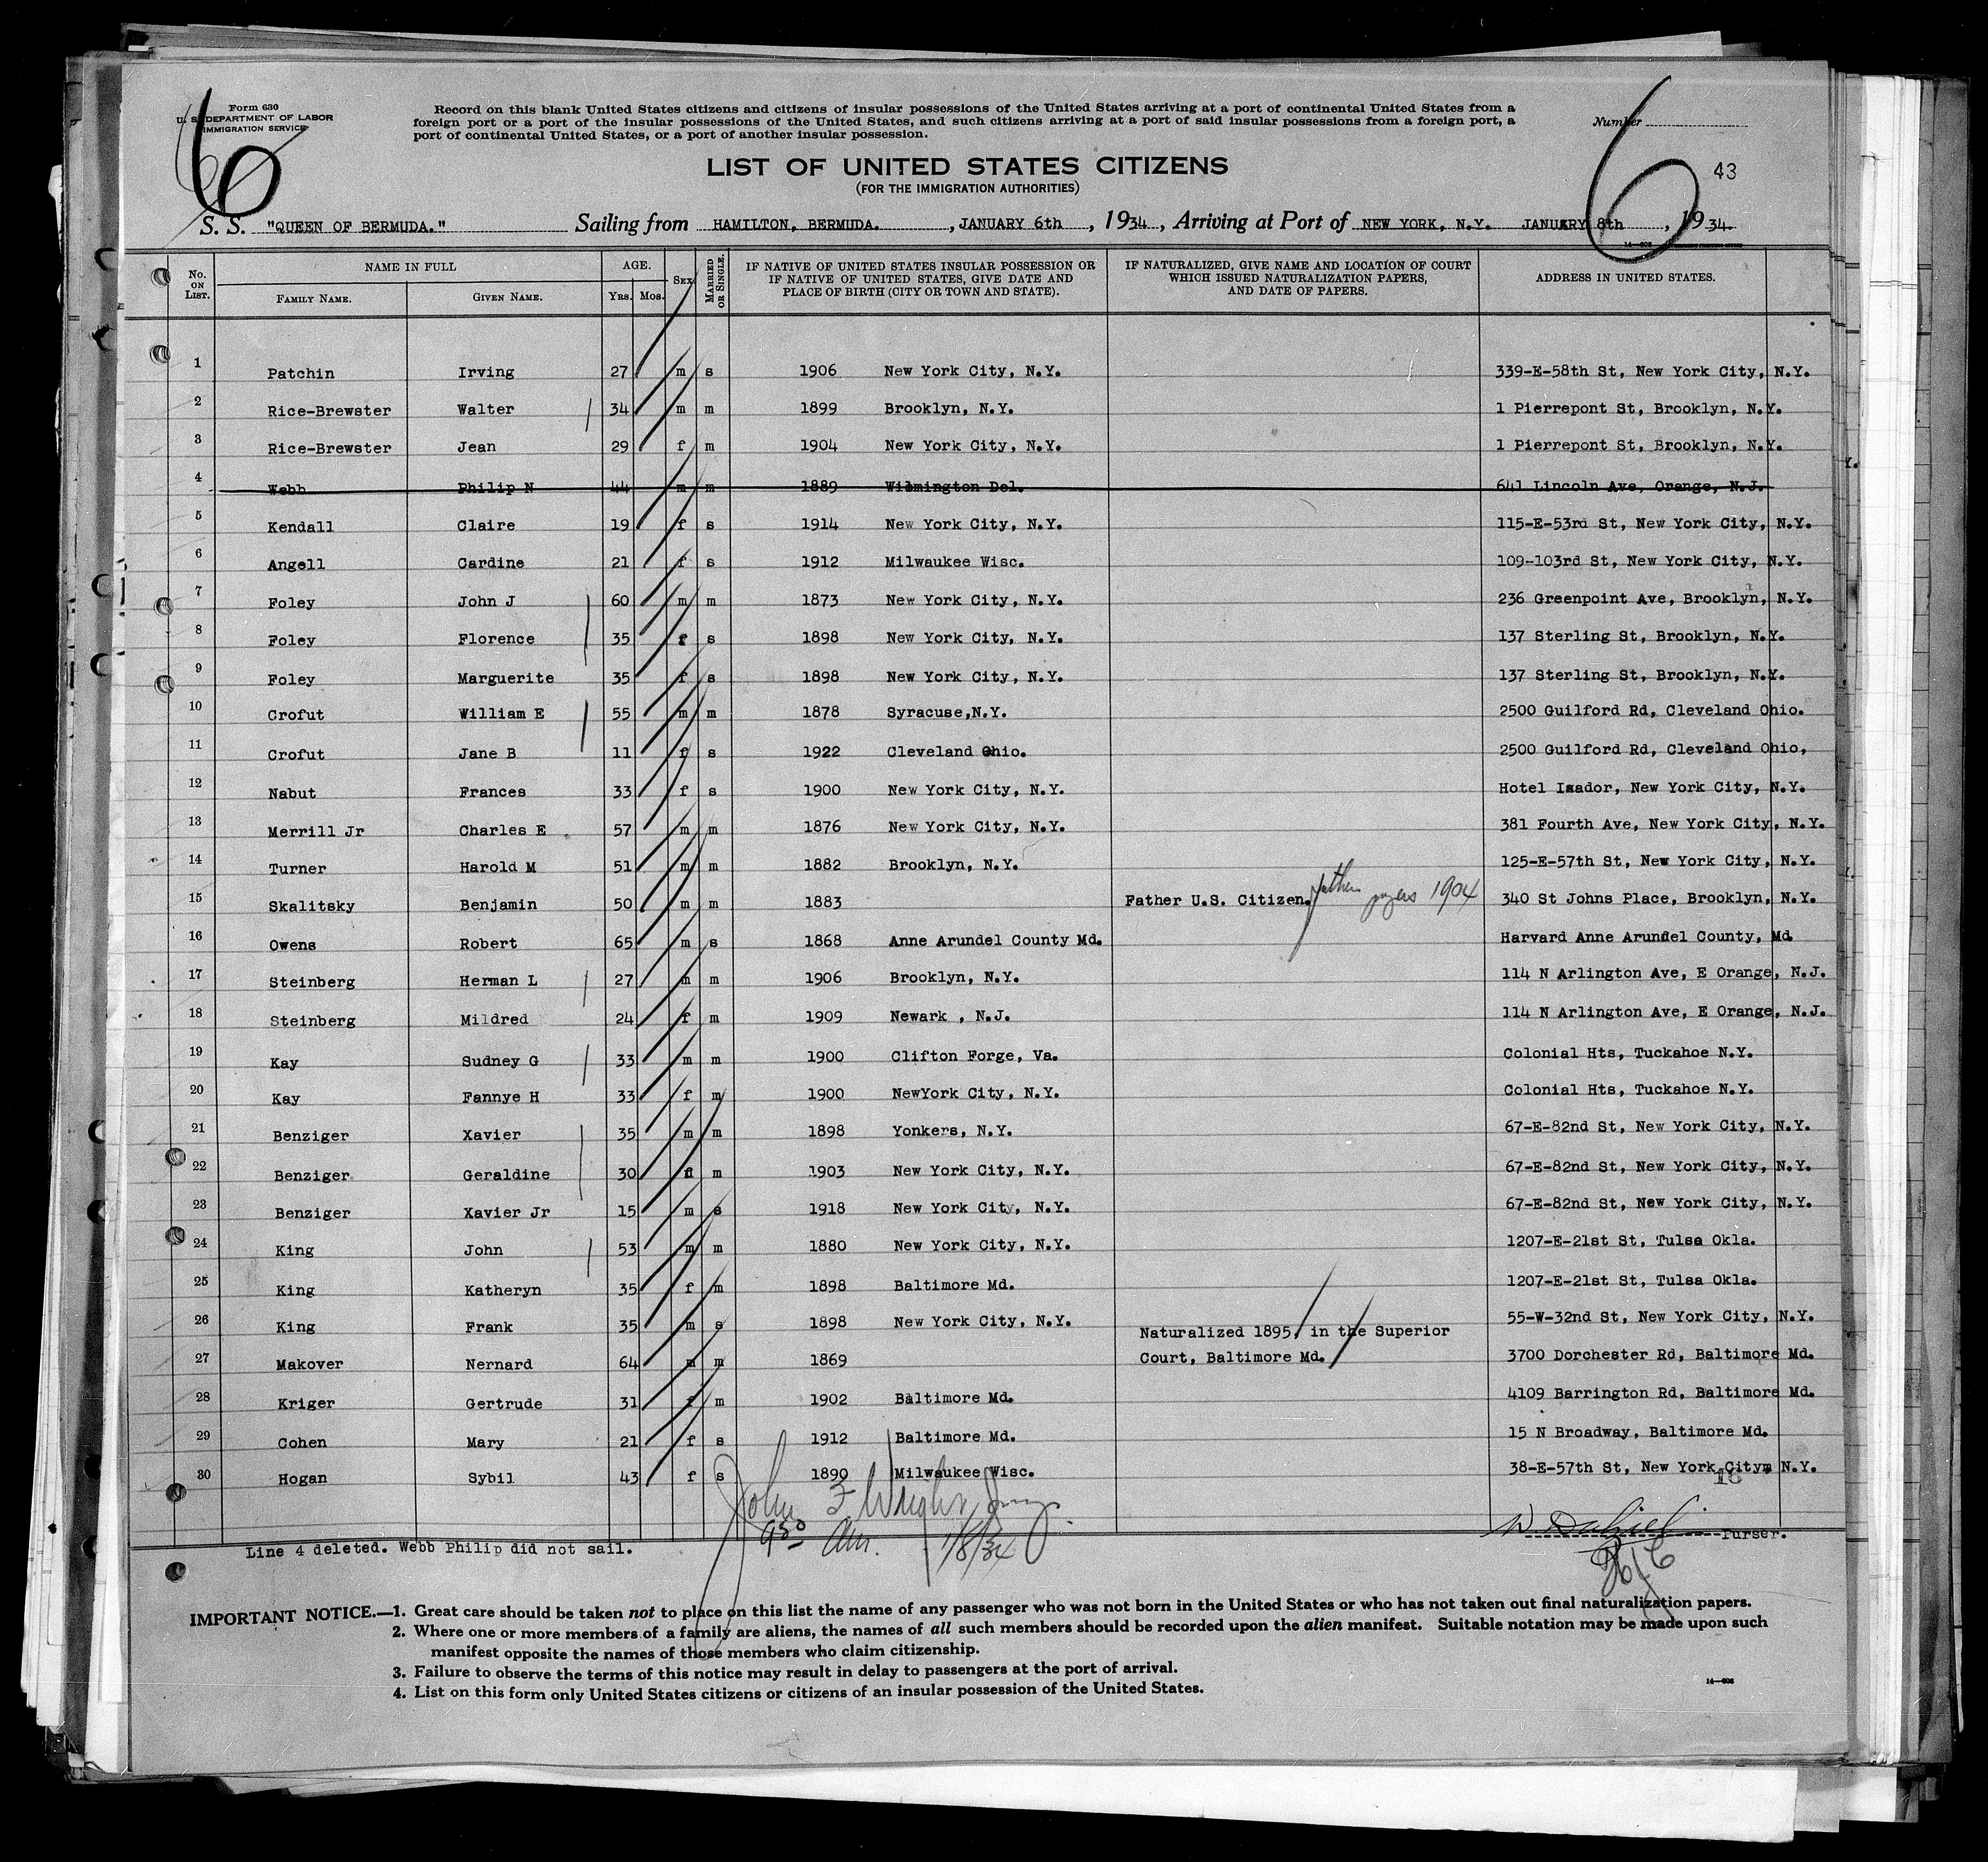 Form 630
U. S. DEPARTMENT OF LABOR
IMMIGRATION SERVICE
Record on this blank United States citizens and citizens of insular possessions of the United States arriving at a port of continental United States from a
foreign port or a port of the insular possessions of the United States, and such citizens arriving at a port of said insular possessions from a foreign port, a
port of continental United States, or a port of another insular possession.
6
6
Number
43
LIST OF UNITED STATES CITIZENS
(FOR THE IMMIGRATION AUTHORITIES)
S. S. "QUEEN OF BERMUDA." Sailing from HAMILTON, BERMUDA. , JANUARY 6th , 1934 , Arriving at Port of NEW YORK, N.Y. JANUARY 8th , 1934.
No. ON LIST. NAME IN FULL FAMILY NAME. GIVEN NAME. AGE. YRS. MOS. SEX MARRIED OR SINGLE. IF NATIVE OF UNITED STATES INSULAR POSSESSION OR IF NATIVE OF UNITED STATES, GIVE DATE AND PLACE OF BIRTH (CITY OR TOWN AND STATE). IF NATURALIZED, GIVE NAME AND LOCATION OF COURT WHICH ISSUED NATURALIZATION PAPERS, AND DATE OF PAPERS. ADDRESS IN UNITED STATES.
1 Patchin Irving 27 m s 1906 New York City, N.Y. 339-E-58th St, New York City, N.Y.
2 Rice-Brewster Walter 34 m m 1899 Brooklyn, N.Y. 1 Pierrepont St, Brooklyn, N.Y.
3 Rice-Brewster Jean 29 f m 1904 New York City, N.Y. 1 Pierrepont St, Brooklyn, N.Y.
4 Webb Philip N 44 m m 1889 Wilmington Del. 641 Lincoln Ave, Orange, N.J.
5 Kendall Claire 19 f s 1914 New York City, N.Y. 115-E-53rd St, New York City, N.Y.
6 Angell Cardine 21 f s 1912 Milwaukee Wisc. 109-103rd St, New York City, N.Y.
7 Foley John J 60 m m 1873 New York City, N.Y. 236 Greenpoint Ave, Brooklyn, N.Y.
8 Foley Florence 35 f s 1898 New York City, N.Y. 137 Sterling St, Brooklyn, N.Y.
9 Foley Marguerite 35 f s 1898 New York City, N.Y. 137 Sterling St, Brooklyn, N.Y.
10 Crofut William E 55 m m 1878 Syracuse,N.Y. 2500 Guilford Rd, Cleveland Ohio.
11 Crofut Jane B 11 f s 1922 Cleveland Ohio. 2500 Guilford Rd, Cleveland Ohio,
12 Nabut Frances 33 f s 1900 New York City, N.Y. Hotel Isador, New York City, N.Y.
13 Merrill Jr Charles E 57 m m 1876 New York City, N.Y. 381 Fourth Ave, New York City, N.Y.
14 Turner Harold M 51 m m 1882 Brooklyn, N.Y. 125-E-57th St, New York City, N.Y.
15 Skalitsky Benjamin 50 m m 1883 Father U.S. Citizen. father papers 1904 340 St Johns Place, Brooklyn, N.Y.
16 Owens Robert 65 m s 1868 Anne Arundel County Md. Harvard Anne Arundel County, Md
17 Steinberg Herman L 27 m m 1906 Brooklyn, N.Y. 114 N Arlington Ave, E Orange, N.J.
18 Steinberg Mildred 24 f m 1909 Newark , N.J. 114 N Arlington Ave, E Orange, N.J.
19 Kay Sudney G 33 m m 1900 Clifton Forge, Va. Colonial Hts, Tuckahoe N.Y.
20 Kay Fannye H 33 f m 1900 NewYork City, N.Y. Colonial Hts, Tuckahoe N.Y.
21 Benziger Xavier 35 m m 1898 Yonkers, N.Y. 67-E-82nd St, New York City, N.Y.
22 Benziger Geraldine 30 f m 1903 New York City, N.Y. 67-E-82nd St, New York City, N.Y.
23 Benziger Xavier Jr 15 m s 1918 New York City, N.Y. 67-E-82nd St, New York City, N.Y.
24 King John 53 m m 1880 New York City, N.Y. 1207-E-21st St, Tulsa Okla.
25 King Katheryn 35 f m 1898 Baltimore Md. 1207-E-21st St, Tulsa Okla.
26 King Frank 35 m s 1898 New York City, N.Y. 55-W-32nd St, New York City, N.Y.
27 Makover Nernard 64 m m 1869 Naturalized 1895, in the Superior Court, Baltimore Md. 3700 Dorchester Rd, Baltimore Md.
28 Kriger Gertrude 31 f m 1902 Baltimore Md. 4109 Barrington Rd, Baltimore Md.
29 Cohen Mary 21 f s 1912 Baltimore Md. 15 N Broadway, Baltimore Md.
30 Hogan Sybil 43 f s 1890 Milwaukee Wisc. 38-E-57th St, New York City, N.Y.
18
John F Wright
9:50 Am. 1/8/34
Purser.
Line 4 deleted. Webb Philip did not sail.
IMPORTANT NOTICE.—1. Great care should be taken not to place on this list the name of any passenger who was not born in the United States or who has not taken out final naturalization papers.
2. Where one or more members of a family are aliens, the names of all such members should be recorded upon the alien manifest. Suitable notation may be made upon such
manifest opposite the names of those members who claim citizenship.
3. Failure to observe the terms of this notice may result in delay to passengers at the port of arrival.
4. List on this form only United States citizens or citizens of an insular possession of the United States.
14—606